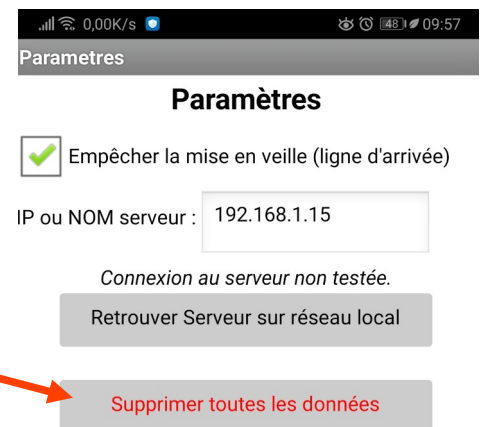 0,00K/s 48 09:57
Parametres
Paramètres
Empêcher la mise en veille (ligne d'arrivée)
IP ou NOM serveur : 192.168.1.15
Connexion au serveur non testée.
Retrouver Serveur sur réseau local
Supprimer toutes les données